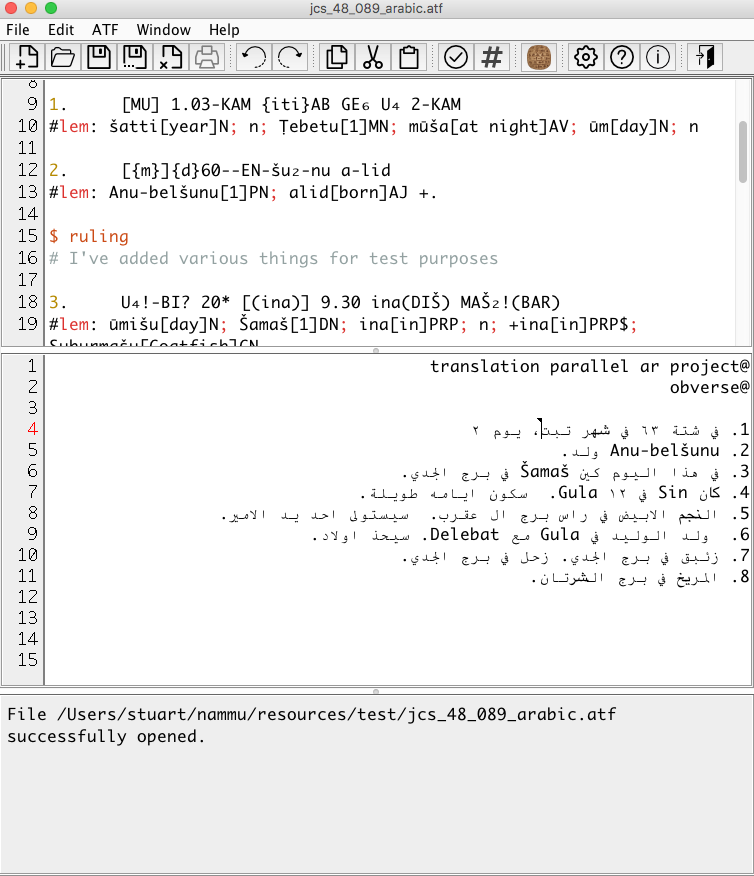 jcs_48_089_arabic.atf
File Edit ATF Window Help
8
9 1. [MU] 1.03-KAM {iti}AB GE₆ U₄ 2-KAM
10 #lem: šatti[year]N; n; Ṭebetu[1]MN; mūša[at night]AV; ūm[day]N; n
11
12 2. [{m}]{d}60--EN-šu₂-nu a-lid
13 #lem: Anu-belšunu[1]PN; alid[born]AJ +.
14
15 $ ruling
16 # I've added various things for test purposes
17
18 3. U₄!-BI? 20* [(ina)] 9.30 ina(DIŠ) MAŠ₂!(BAR)
19 #lem: ūmišu[day]N; Šamaš[1]DN; ina[in]PRP; n; +ina[in]PRP$;
Suhurmašu[Goatfish]CN
1 @translation parallel ar project
2 @obverse
3
4 1. في شتة ٦٣ في شهر تبت، يوم ٢
5 2. Anu-belšunu ولد.
6 3. في هذا اليوم كين Šamaš في برج الجدي.
7 4. كان Sin في ١٢ Gula. سكون ايامه طويلة.
8 5. النجم الابيض في راس برج ال عقرب. سيستولى احد يد الامير.
9 6. ولد الوليد في Gula مع Delebat. سيحذ اولاد.
10 7. زئبق في برج الجدي. زحل في برج الجدي.
11 8. المريخ في برج الشرتان.
12
13
14
15
File /Users/stuart/nammu/resources/test/jcs_48_089_arabic.atf
successfully opened.